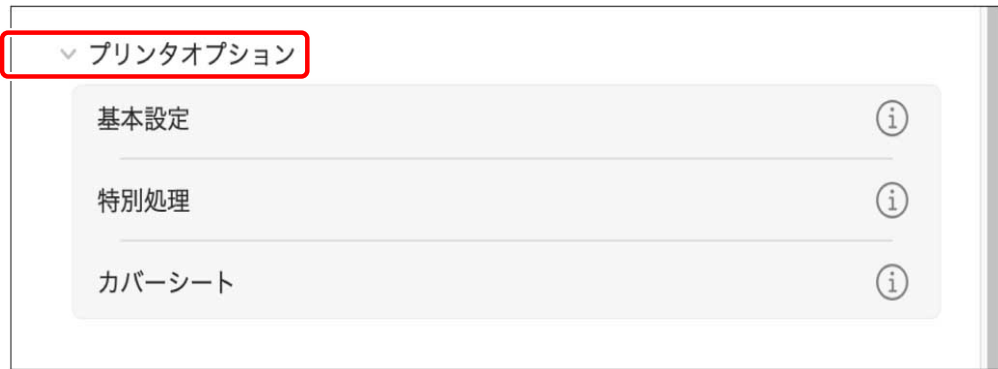 プリンタオプション
基本設定
特別処理
カバーシート